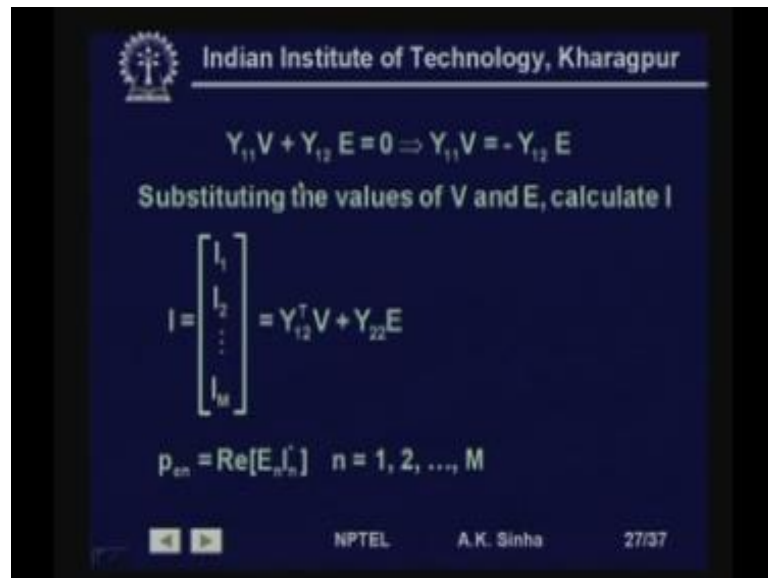 Indian Institute of Technology, Kharagpur
Y₁₁V + Y₁₂ E = 0 ⇒ Y₁₁V = - Y₁₂ E
Substituting the values of V and E, calculate I
I = [I₁ I₂ ⋮ I_M] = Y₁₂ᵀV + Y₂₂E
pₑₙ = Re[EₙIₙ*] n = 1, 2, ..., M
NPTEL A.K. Sinha 27/37